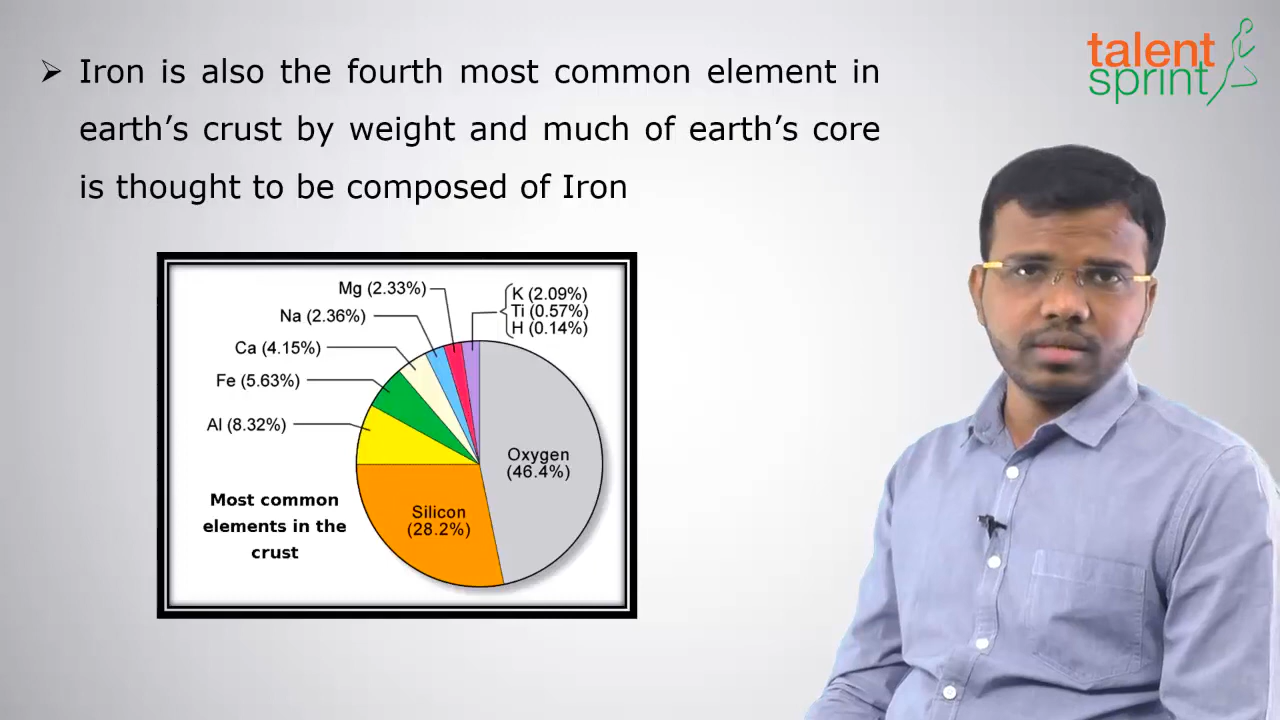 ➢ Iron is also the fourth most common element in
earth's crust by weight and much of earth's core
is thought to be composed of Iron
talent
sprint
Mg (2.33%)
K (2.09%)
Na (2.36%)
Ti (0.57%)
H (0.14%)
Ca (4.15%)
Fe (5.63%)
Al (8.32%)
Oxygen
(46.4%)
Silicon
(28.2%)
Most common
elements in the
crust